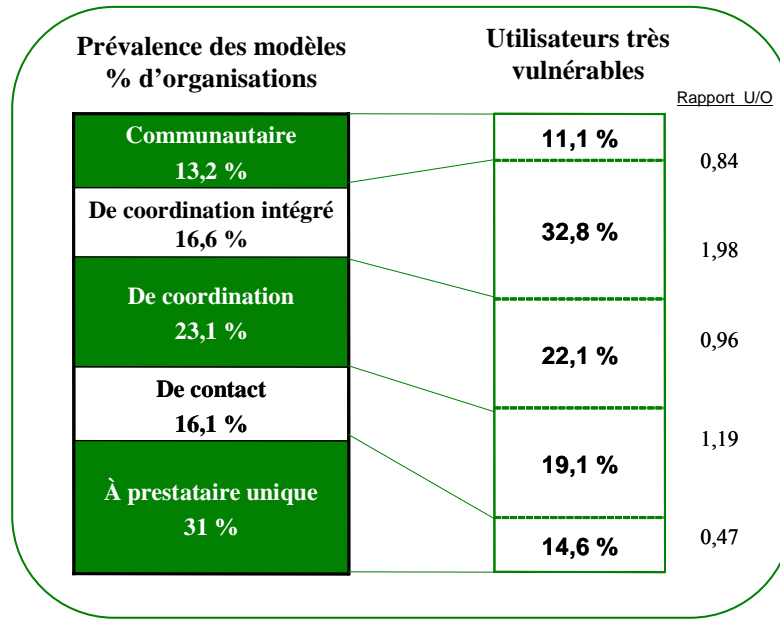 Prévalence des modèles
% d’organisations
Utilisateurs très
vulnérables
Rapport U/O
Communautaire
13,2 %
11,1 %
0,84
De coordination intégré
16,6 %
32,8 %
1,98
De coordination
23,1 %
22,1 %
0,96
De contact
16,1 %
19,1 %
1,19
À prestataire unique
31 %
14,6 %
0,47